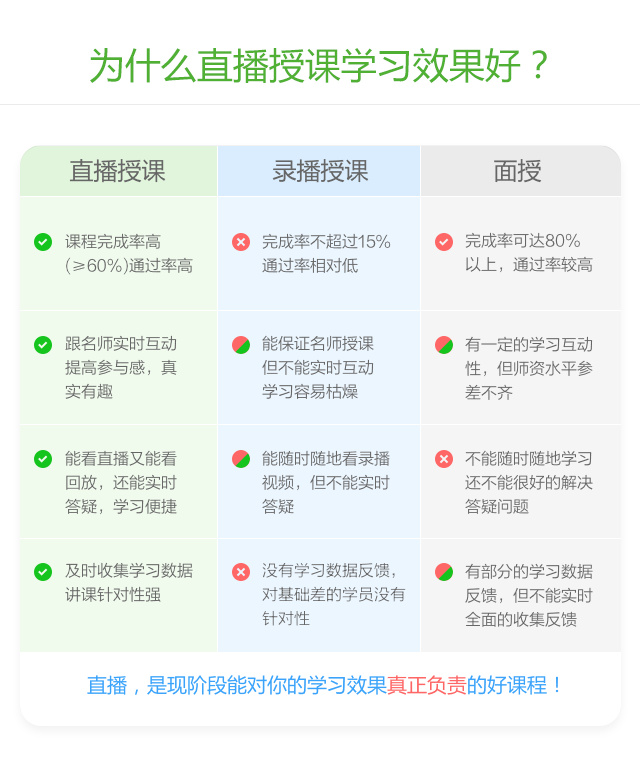 为什么直播授课学习效果好？
直播授课
录播授课
面授
课程完成率高
(≥60%)通过率高
完成率不超过15%
通过率相对低
完成率可达80%
以上，通过率较高
跟名师实时互动
提高参与感，真
实有趣
能保证名师授课
但不能实时互动
学习容易枯燥
有一定的学习互动
性，但师资水平参
差不齐
能看直播又能看
回放，还能实时
答疑，学习便捷
能随时随地看录播
视频，但不能实时
答疑
不能随时随地学习
还不能很好的解决
答疑问题
及时收集学习数据
讲课针对性强
没有学习数据反馈，
对基础差的学员没有
针对性
有部分的学习数据
反馈，但不能实时
全面的收集反馈
直播，是现阶段能对你的学习效果真正负责的好课程！